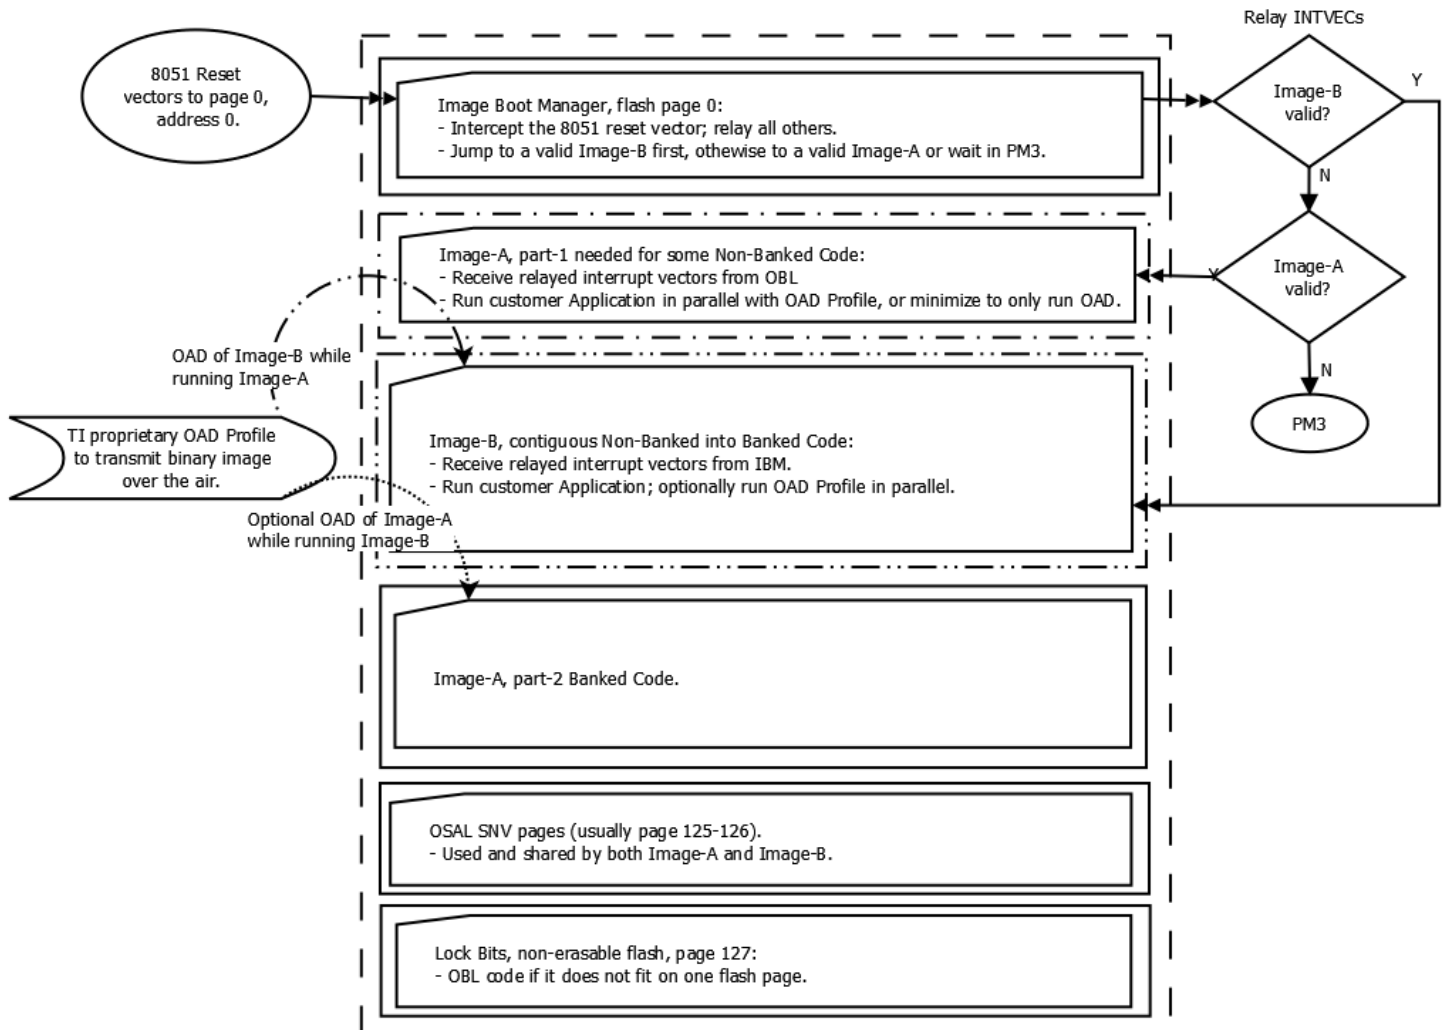 Relay INTVECs
8051 Reset
vectors to page 0,
address 0.
Image Boot Manager, flash page 0:
- Intercept the 8051 reset vector; relay all others.
- Jump to a valid Image-B first, othewise to a valid Image-A or wait in PM3.
Image-B
valid?
Y
N
Image-A, part-1 needed for some Non-Banked Code:
- Receive relayed interrupt vectors from OBL
- Run customer Application in parallel with OAD Profile, or minimize to only run OAD.
Image-A
valid?
Y
N
PM3
OAD of Image-B while
running Image-A
TI proprietary OAD Profile
to transmit binary image
over the air.
Image-B, contiguous Non-Banked into Banked Code:
- Receive relayed interrupt vectors from IBM.
- Run customer Application; optionally run OAD Profile in parallel.
Optional OAD of Image-A
while running Image-B
Image-A, part-2 Banked Code.
OSAL SNV pages (usually page 125-126).
- Used and shared by both Image-A and Image-B.
Lock Bits, non-erasable flash, page 127:
- OBL code if it does not fit on one flash page.